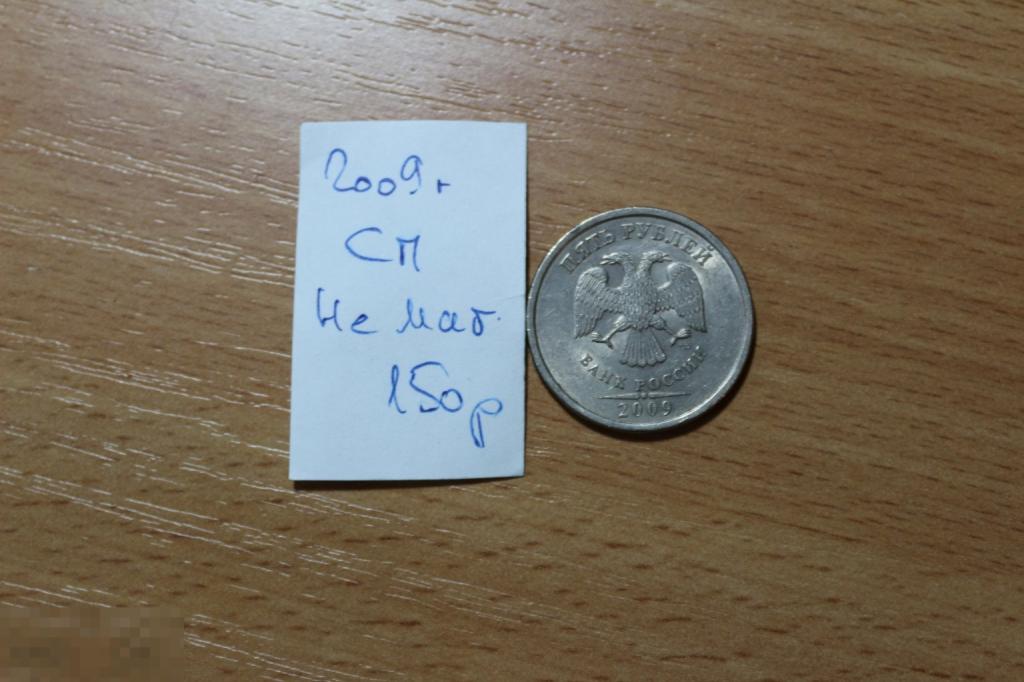 2009г
СП
не маг.
150р
ПЯТЬ РУБЛЕЙ
БАНК РОССИИ
2009